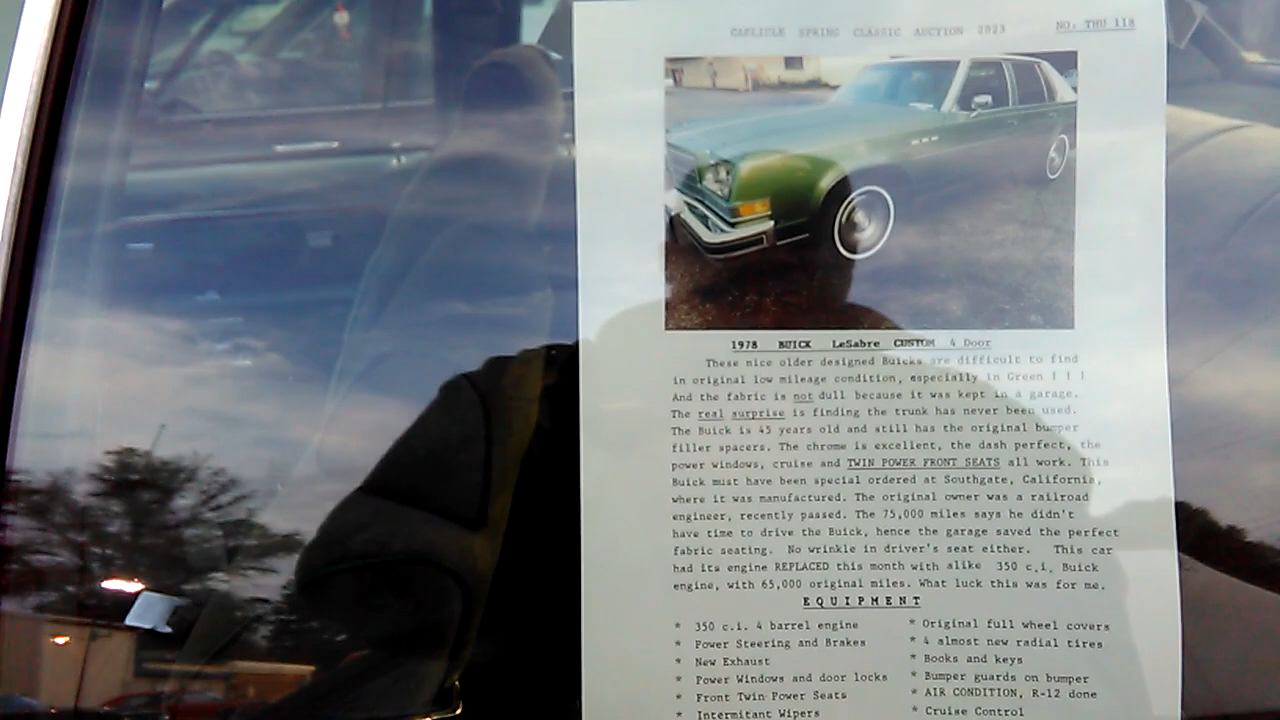 CARLISLE SPRING CLASSIC AUCTION 2023
NO: THU 118
1978 BUICK LeSabre CUSTOM 4 Door
These nice older designed Buicks are difficult to find
in original low mileage condition, especially in Green ! ! !
And the fabric is not dull because it was kept in a garage.
The real surprise is finding the trunk has never been used.
The Buick is 45 years old and still has the original bumper
filler spacers. The chrome is excellent, the dash perfect, the
power windows, cruise and TWIN POWER FRONT SEATS all work. This
Buick must have been special ordered at Southgate, California,
where it was manufactured. The original owner was a railroad
engineer, recently passed. The 75,000 miles says he didn't
have time to drive the Buick, hence the garage saved the perfect
fabric seating. No wrinkle in driver's seat either. This car
had its engine REPLACED this month with alike 350 c.i. Buick
engine, with 65,000 original miles. What luck this was for me.
EQUIPMENT
* 350 c.i. 4 barrel engine
* Power Steering and Brakes
* New Exhaust
* Power Windows and door locks
* Front Twin Power Seats
* Intermitant Wipers
* Original full wheel covers
* 4 almost new radial tires
* Books and keys
* Bumper guards on bumper
* AIR CONDITION, R-12 done
* Cruise Control